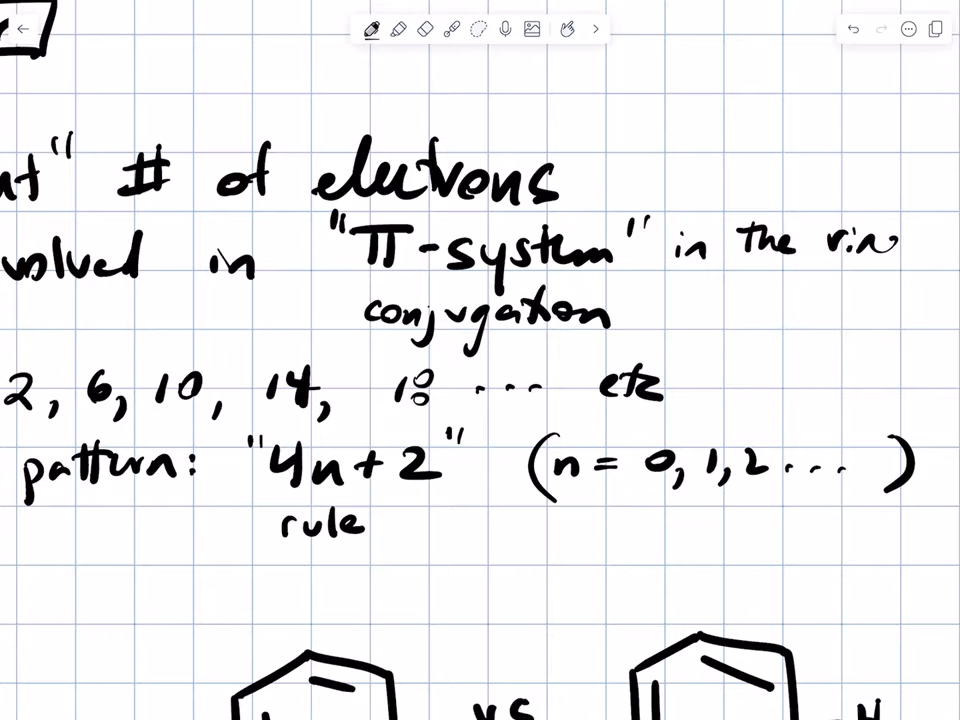 nt" # of electrons
volved in "π-system" in the ring
conjugation
2, 6, 10, 14, 18 ... etc
pattern: "4n+2" (n = 0, 1, 2 ... )
rule
vs